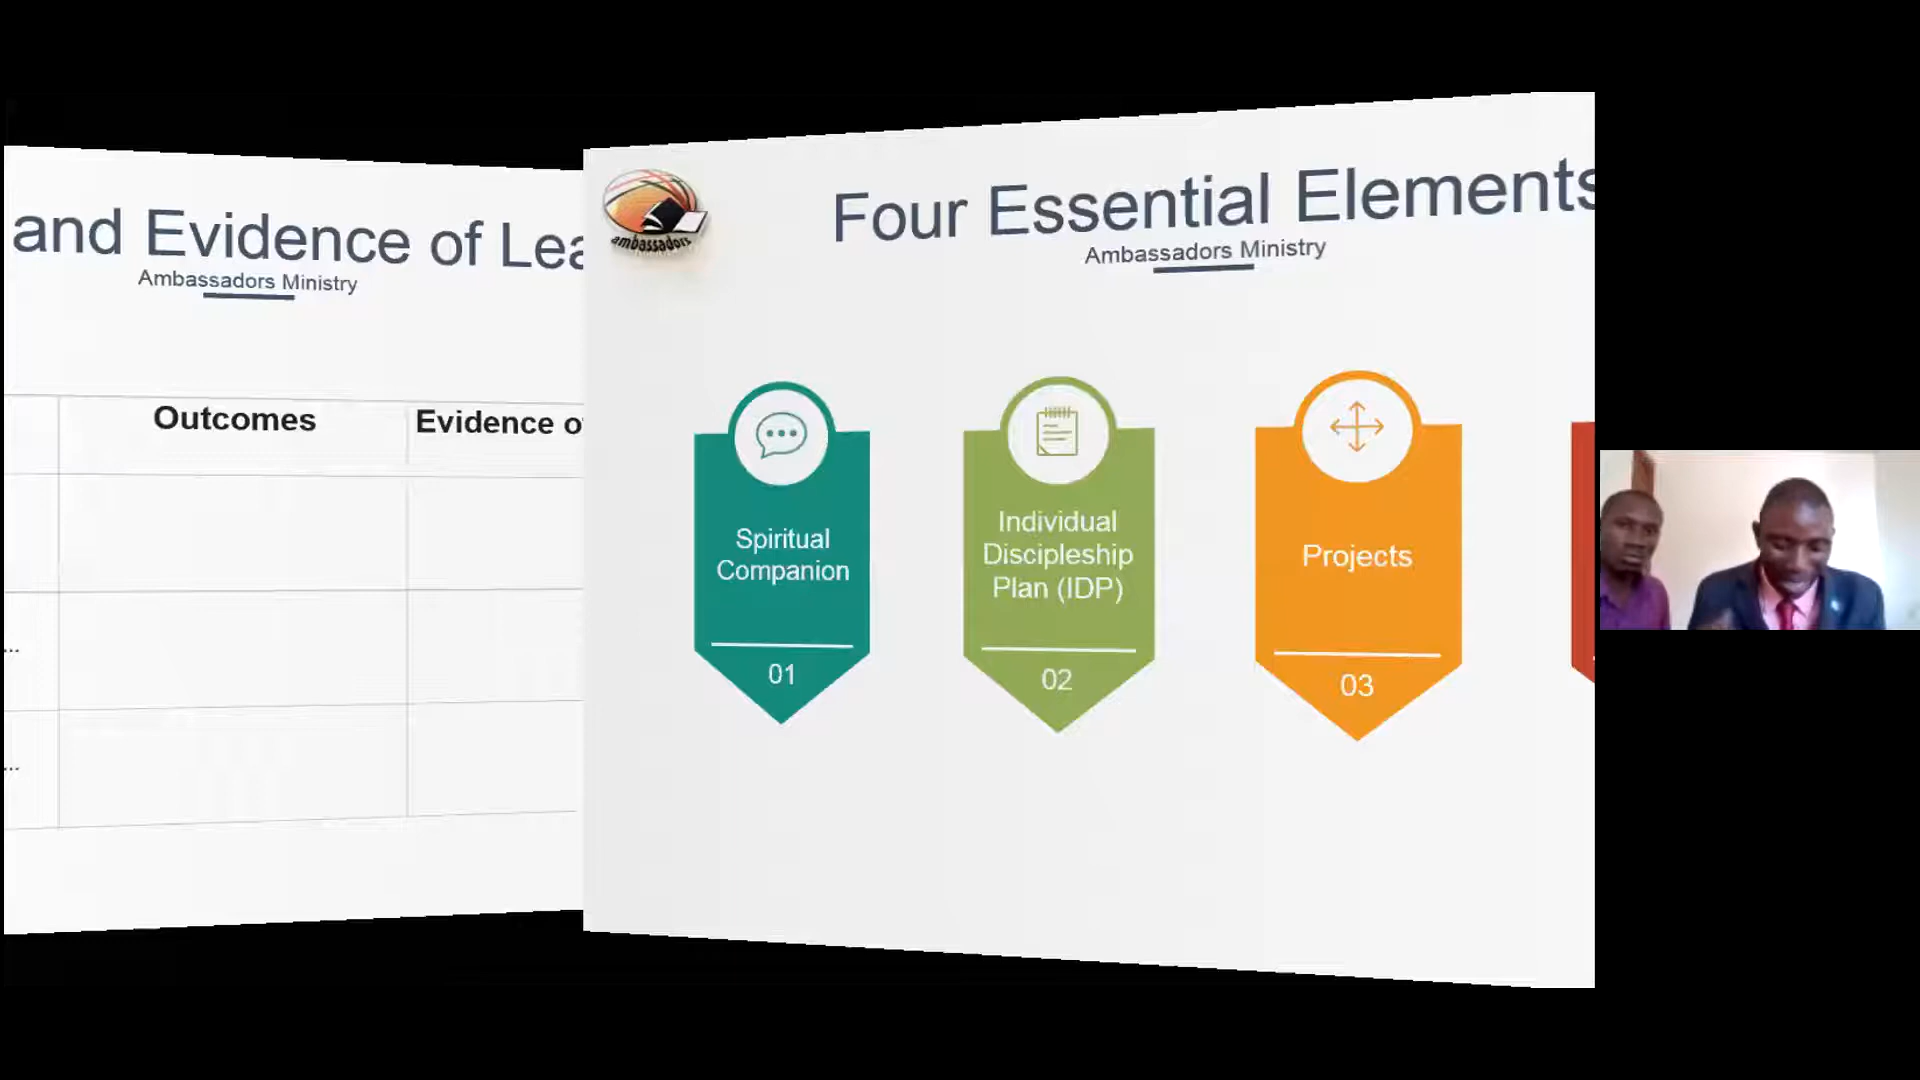 and Evidence of Lea
Ambassadors Ministry
Outcomes
Evidence o
...
...
ambassadors
Four Essential Elements
Ambassadors Ministry
Spiritual
Companion
01
Individual
Discipleship
Plan (IDP)
02
Projects
03